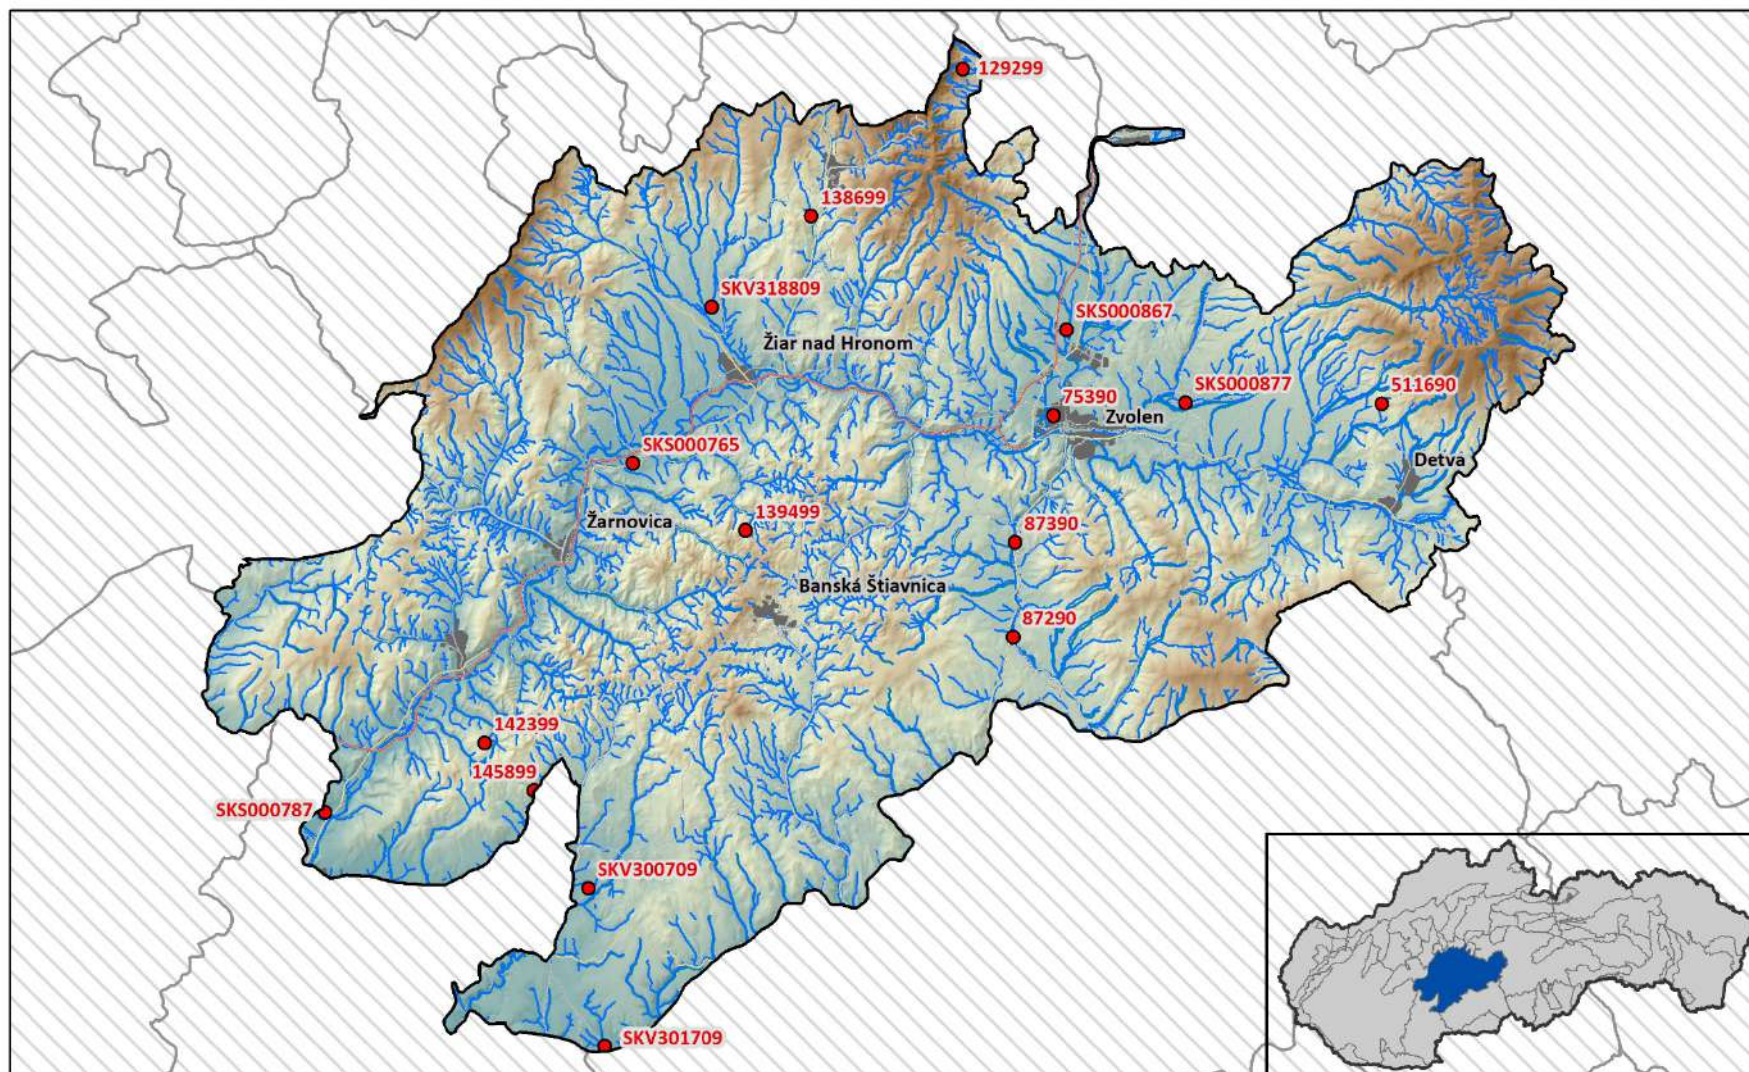 129299
138699
SKV318809
SKS000867
Žiar nad Hronom
SKS000877
511690
75390
Zvolen
SKS000765
Detva
139499
Žarnovica
87390
Banská Štiavnica
87290
142399
145899
SKS000787
SKV300709
SKV301709